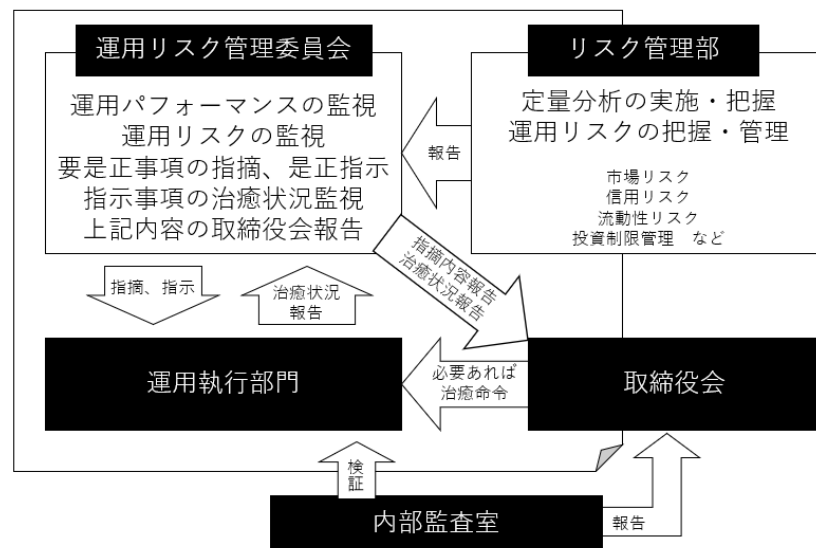 運用リスク管理委員会
運用パフォーマンスの監視
運用リスクの監視
要是正事項の指摘、是正指示
指示事項の治癒状況監視
上記内容の取締役会報告
リスク管理部
定量分析の実施・把握
運用リスクの把握・管理
市場リスク
信用リスク
流動性リスク
投資制限管理　など
報告
指摘、指示
治癒状況
報告
指摘内容報告
治癒状況報告
運用執行部門
必要あれば
治癒命令
取締役会
検証
内部監査室
報告